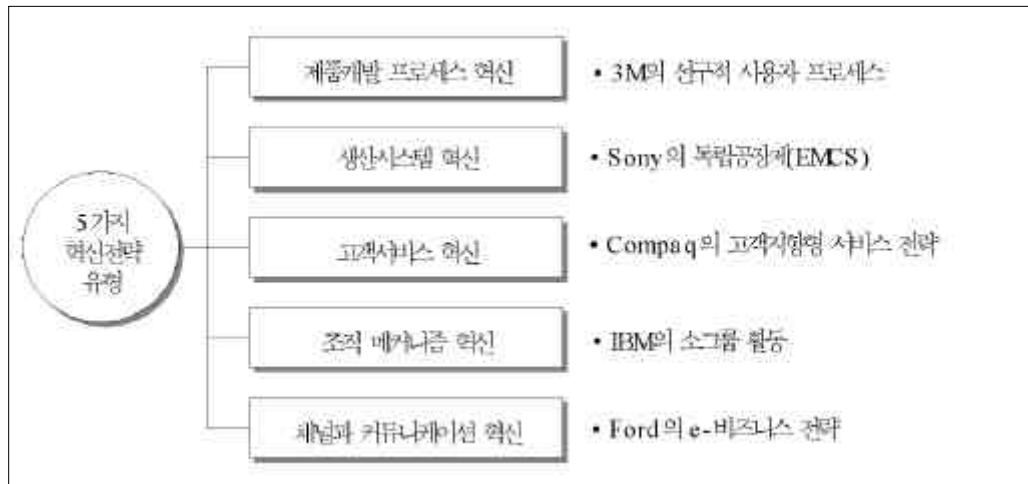 제품개발 프로세스 혁신
• 3M의 선구적 사용자 프로세스
생산시스템 혁신
• Sony의 독립공장제(EMCS)
5가지
혁신전략
유형
고객서비스 혁신
• Compaq의 고객지향형 서비스 전략
조직 메커니즘 혁신
• IBM의 소그룹 활동
채널과 커뮤니케이션 혁신
• Ford의 e-비즈니스 전략